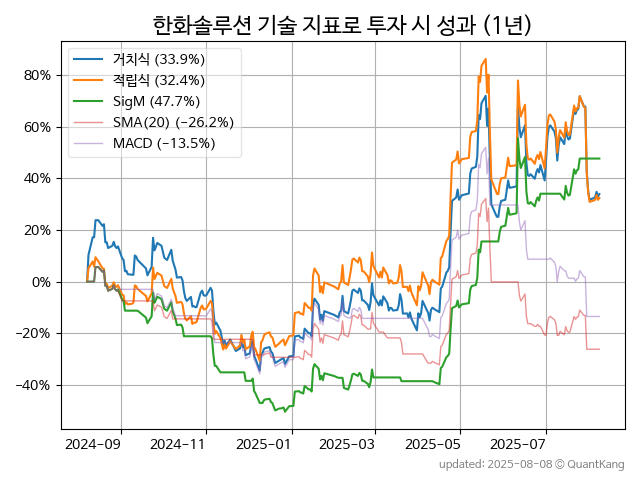 한화솔루션 기술 지표로 투자 시 성과 (1년)
거치식 (33.9%)
적립식 (32.4%)
SigM (47.7%)
SMA(20) (−26.2%)
MACD (−13.5%)
80%
60%
40%
20%
0%
−20%
−40%
2024-09
2024-11
2025-01
2025-03
2025-05
2025-07
updated: 2025-08-08 © QuantKang